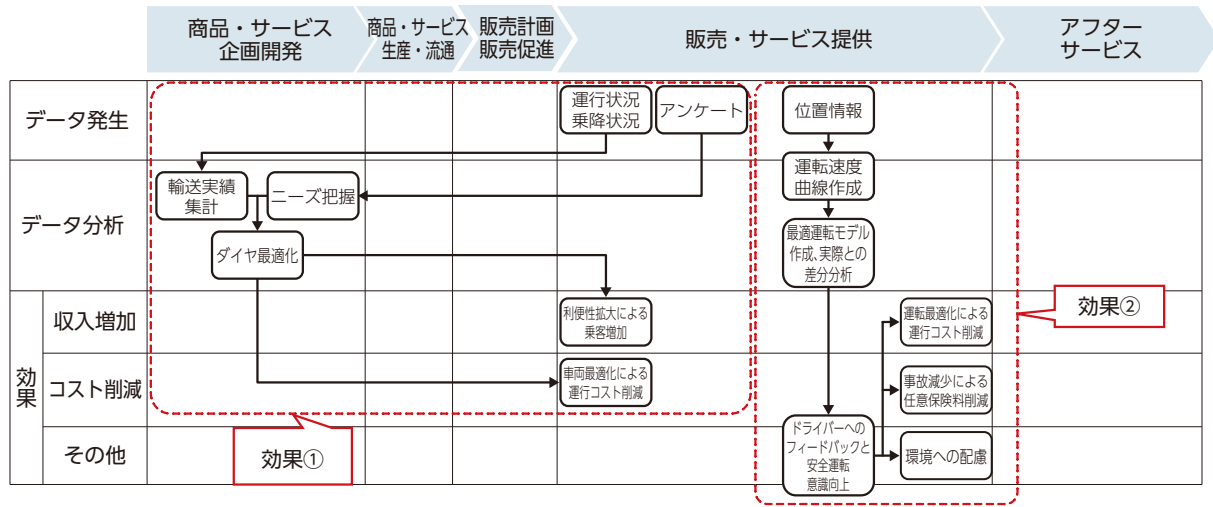 商品・サービス
企画開発
商品・サービス
生産・流通
販売計画
販売促進
販売・サービス提供
アフター
サービス
データ発生
運行状況
乗降状況
アンケート
位置情報
データ分析
輸送実績
集計
ニーズ把握
ダイヤ最適化
運転速度
曲線作成
最適運転モデル
作成、実際との
差分分析
効果
収入増加
利便性拡大による
乗客増加
運転最適化による
運行コスト削減
効果②
コスト削減
車両最適化による
運行コスト削減
事故減少による
任意保険料削減
その他
効果①
ドライバーへの
フィードバックと
安全運転
意識向上
環境への配慮